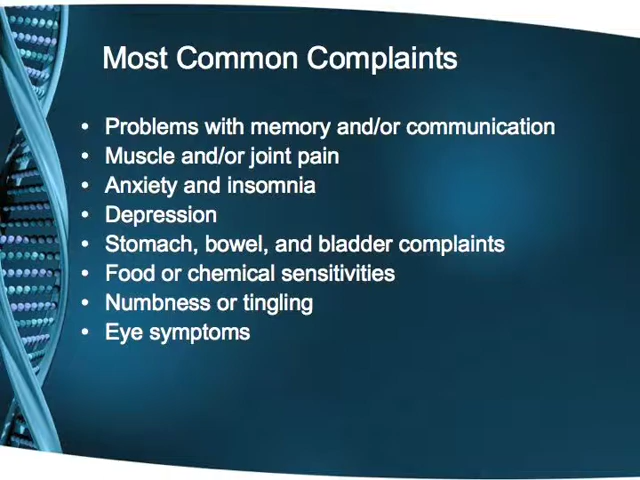 Most Common Complaints
• Problems with memory and/or communication
• Muscle and/or joint pain
• Anxiety and insomnia
• Depression
• Stomach, bowel, and bladder complaints
• Food or chemical sensitivities
• Numbness or tingling
• Eye symptoms